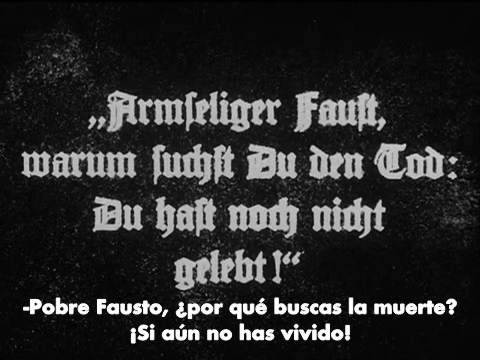 „Armseliger Faust,
warum suchst Du den Tod:
Du hast noch nicht
gelebt!“
-Pobre Fausto, ¿por qué buscas la muerte?
¡Si aún no has vivido!